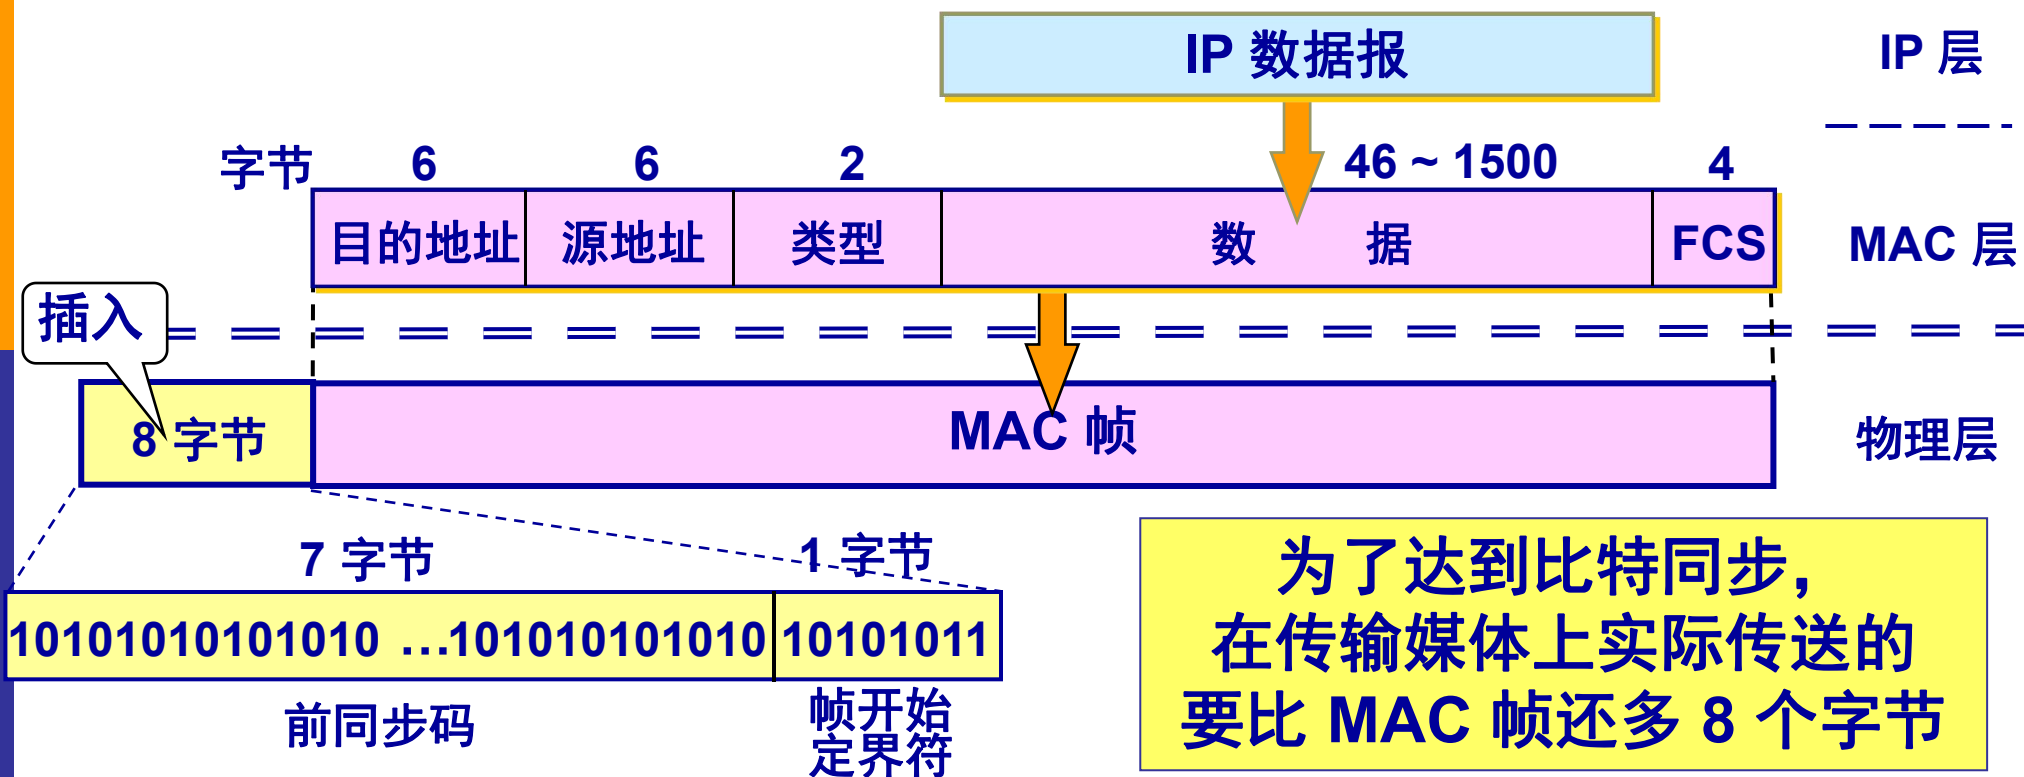 IP 数据报
IP 层
字节 6 6 2 46 ~ 1500 4
目的地址 源地址 类型 数 据 FCS
MAC 层
插入
8 字节
MAC 帧
物理层
7 字节 1 字节
10101010101010 …101010101010 10101011
前同步码
帧开始
定界符
为了达到比特同步，
在传输媒体上实际传送的
要比 MAC 帧还多 8 个字节